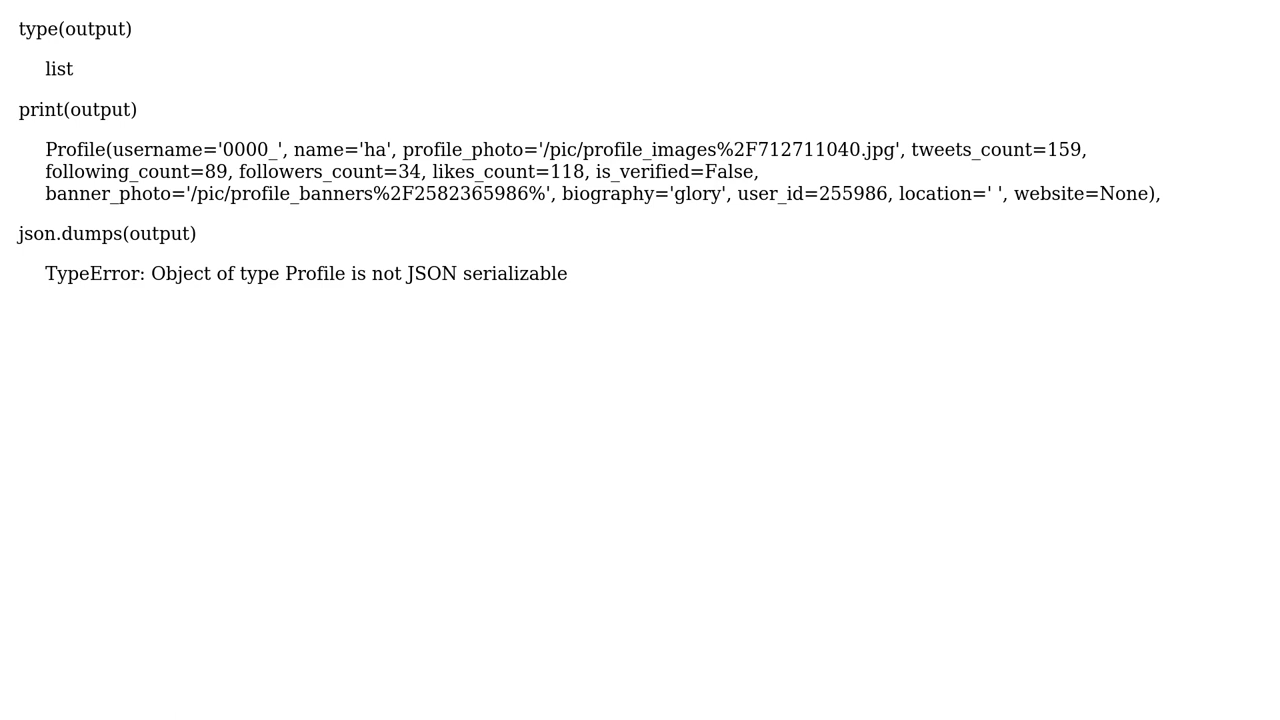 type(output)
list
print(output)
Profile(username='0000_', name='ha', profile_photo='/pic/profile_images%2F712711040.jpg', tweets_count=159,
following_count=89, followers_count=34, likes_count=118, is_verified=False,
banner_photo='/pic/profile_banners%2F2582365986%', biography='glory', user_id=255986, location=' ', website=None),
json.dumps(output)
TypeError: Object of type Profile is not JSON serializable